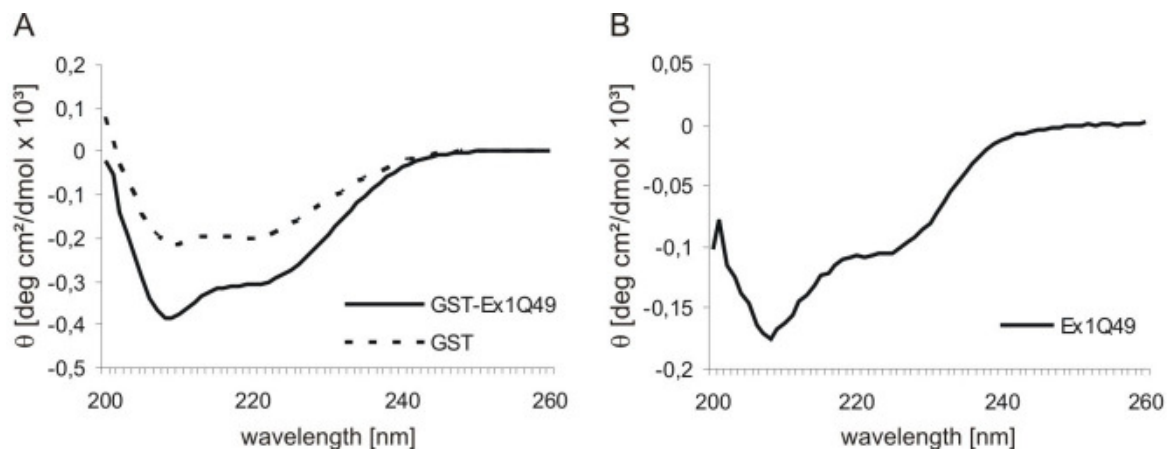 A
θ [deg cm²/dmol x 10³]
0,2
0,1
0
-0,1
-0,2
-0,3
-0,4
-0,5
GST-Ex1Q49
GST
200 220 240 260
wavelength [nm]
B
θ [deg cm²/dmol x 10³]
0,05
0
-0,05
-0,1
-0,15
-0,2
Ex1Q49
200 220 240 260
wavelength [nm]